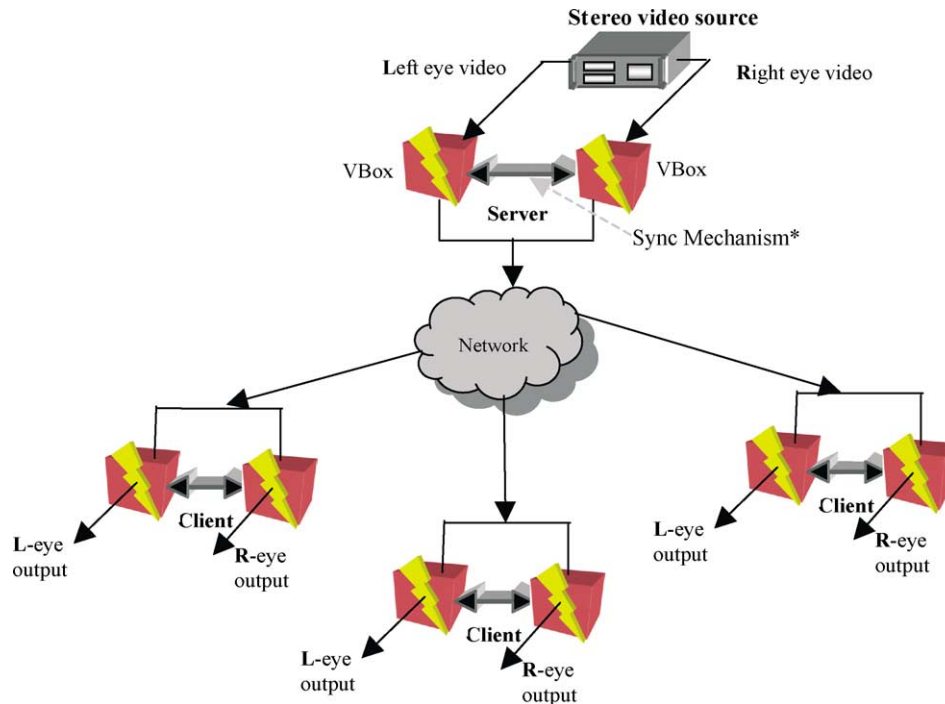 Stereo video source
Left eye video
Right eye video
VBox
VBox
Server
Sync Mechanism*
Network
Client
L-eye
output
R-eye
output
Client
L-eye
output
R-eye
output
Client
L-eye
output
R-eye
output